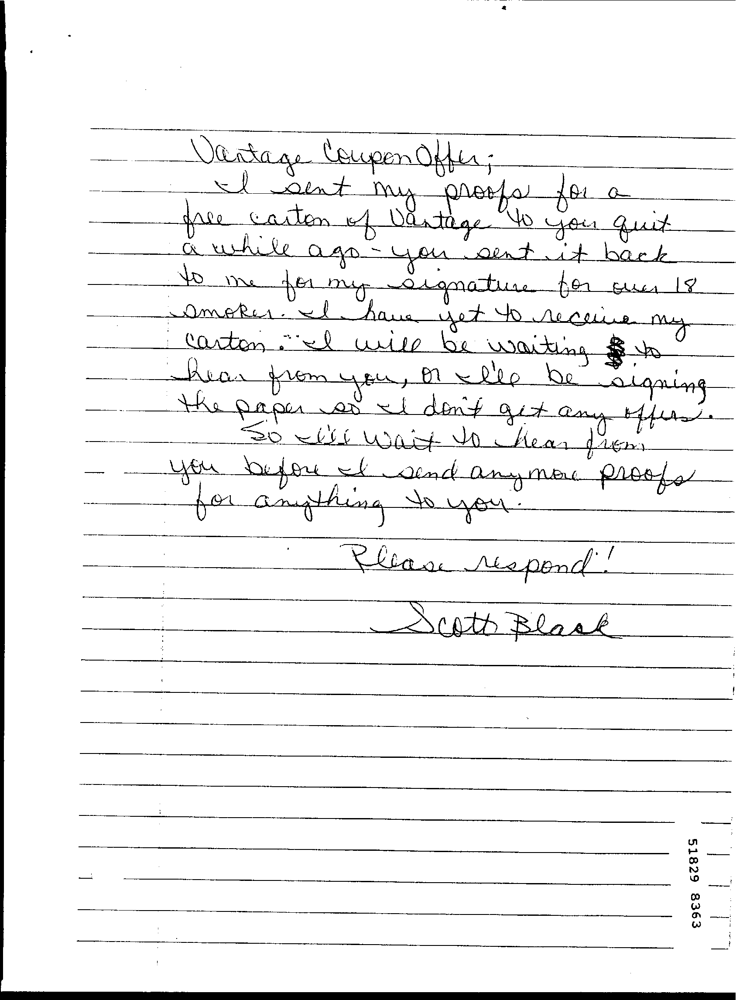 Vantage Coupon Offer;
I sent my proofs for a
free carton of Vantage to you quit
a while ago - you sent it back
to me for my signature for over 18
smoker. I have yet to receive my
carton. I will be waiting to
hear from you, or I'll be signing
the paper so I don't get any offers.
So I'll wait to hear from
you before I send anymore proofs
for anything to you.
Please respond!
Scott Black
51829 8363